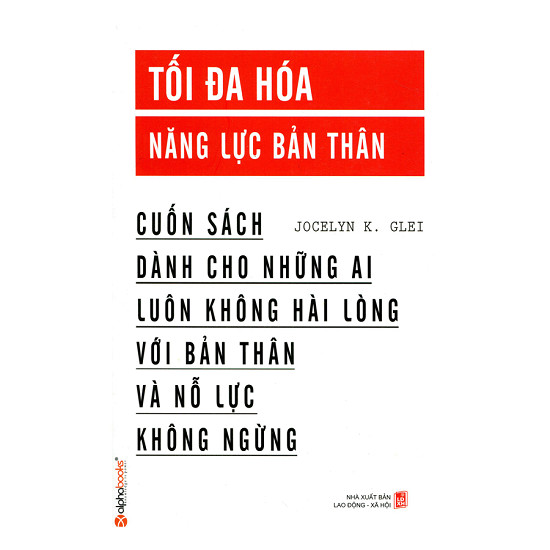 TỐI ĐA HÓA
NĂNG LỰC BẢN THÂN
CUỐN SÁCH
JOCELYN K. GLEI
DÀNH CHO NHỮNG AI
LUÔN KHÔNG HÀI LÒNG
VỚI BẢN THÂN
VÀ NỖ LỰC
KHÔNG NGỪNG
alphabooks®
NHÀ XUẤT BẢN
LAO ĐỘNG - XÃ HỘI